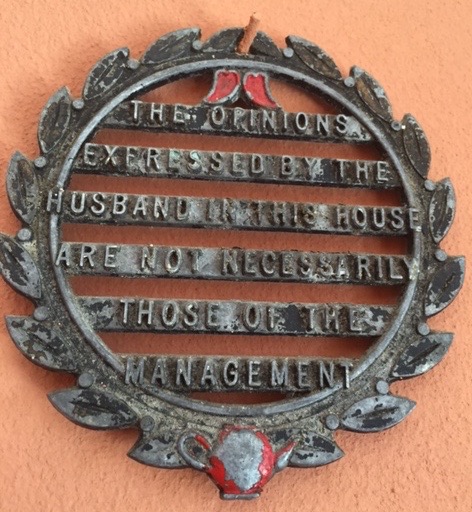 THE OPINIONS
EXPRESSED BY THE
HUSBAND IN THIS HOUSE
ARE NOT NECESSARILY
THOSE OF THE
MANAGEMENT